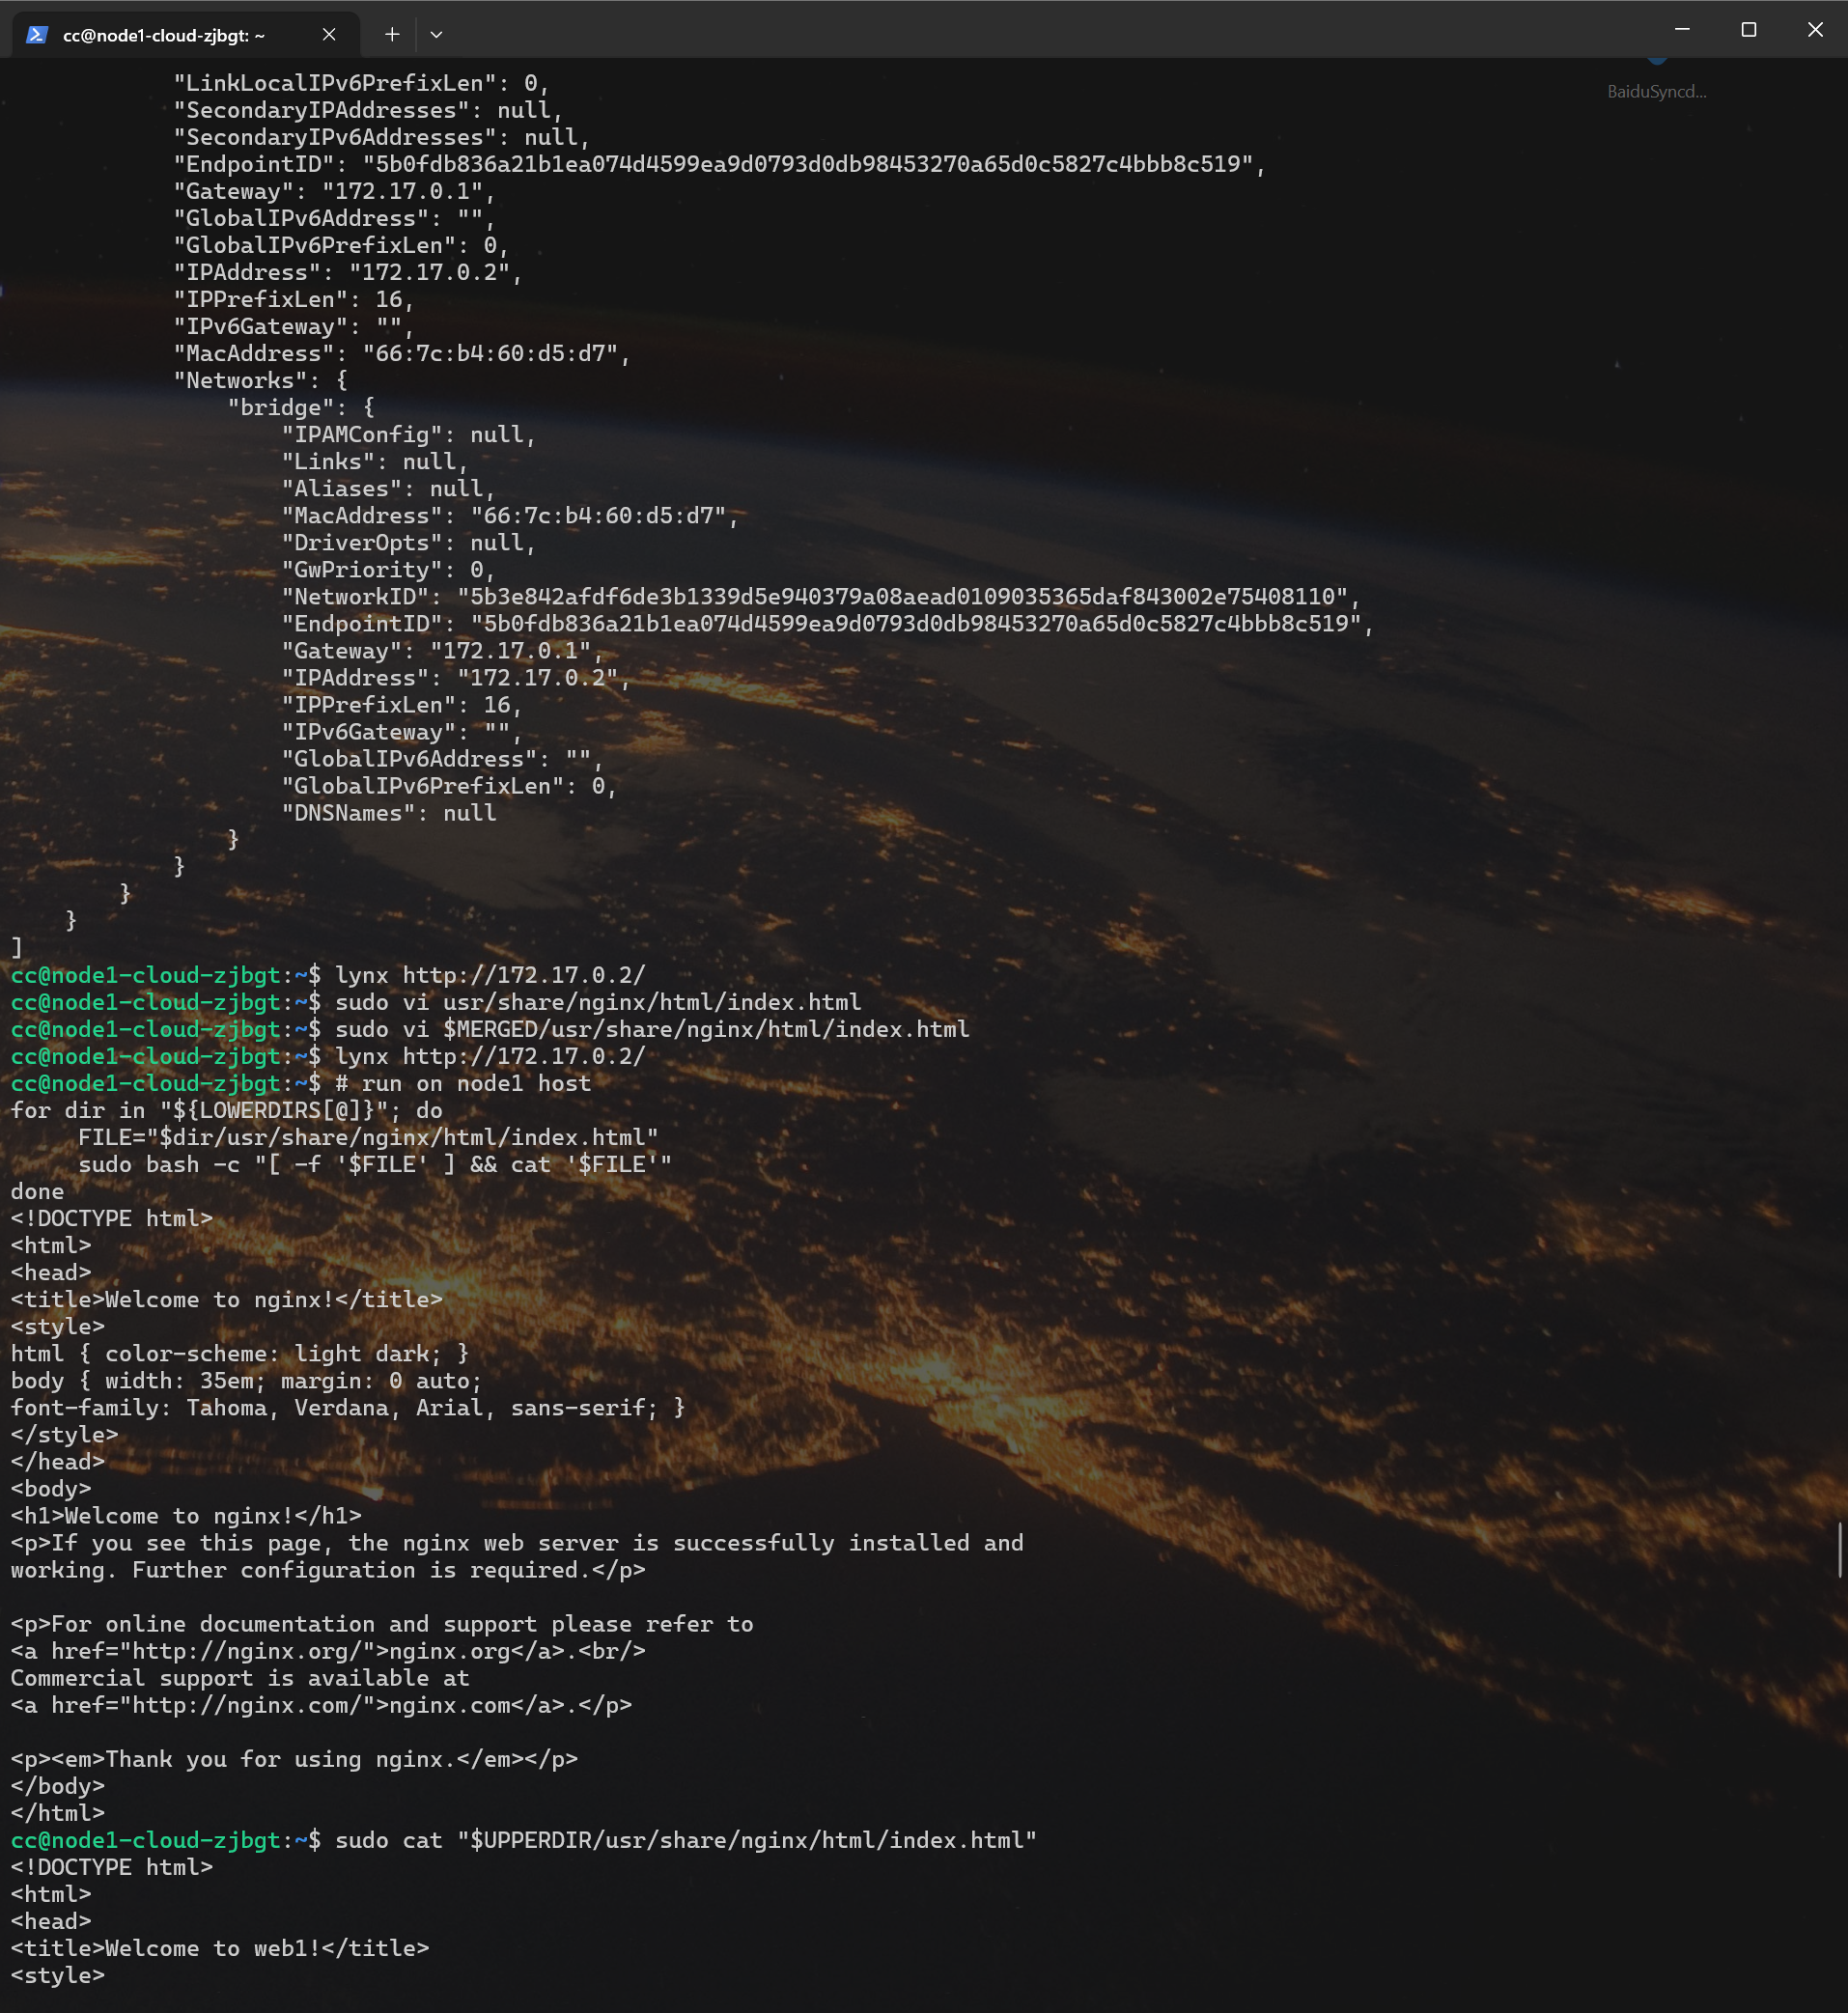 cc@node1-cloud-zjbgt: ~
BaiduSyncd...
"LinkLocalIPv6PrefixLen": 0,
"SecondaryIPAddresses": null,
"SecondaryIPv6Addresses": null,
"EndpointID": "5b0fdb836a21b1ea074d4599ea9d0793d0db98453270a65d0c5827c4bbb8c519",
"Gateway": "172.17.0.1",
"GlobalIPv6Address": "",
"GlobalIPv6PrefixLen": 0,
"IPAddress": "172.17.0.2",
"IPPrefixLen": 16,
"IPv6Gateway": "",
"MacAddress": "66:7c:b4:60:d5:d7",
"Networks": {
"bridge": {
"IPAMConfig": null,
"Links": null,
"Aliases": null,
"MacAddress": "66:7c:b4:60:d5:d7",
"DriverOpts": null,
"GwPriority": 0,
"NetworkID": "5b3e842afdf6de3b1339d5e940379a08aead0109035365daf843002e75408110",
"EndpointID": "5b0fdb836a21b1ea074d4599ea9d0793d0db98453270a65d0c5827c4bbb8c519",
"Gateway": "172.17.0.1",
"IPAddress": "172.17.0.2",
"IPPrefixLen": 16,
"IPv6Gateway": "",
"GlobalIPv6Address": "",
"GlobalIPv6PrefixLen": 0,
"DNSNames": null
}
}
}
}
]
cc@node1-cloud-zjbgt:~$ lynx http://172.17.0.2/
cc@node1-cloud-zjbgt:~$ sudo vi usr/share/nginx/html/index.html
cc@node1-cloud-zjbgt:~$ sudo vi $MERGED/usr/share/nginx/html/index.html
cc@node1-cloud-zjbgt:~$ lynx http://172.17.0.2/
cc@node1-cloud-zjbgt:~$ # run on node1 host
for dir in "${LOWERDIRS[@]}"; do
FILE="$dir/usr/share/nginx/html/index.html"
sudo bash -c "[ -f '$FILE' ] && cat '$FILE'"
done
<!DOCTYPE html>
<html>
<head>
<title>Welcome to nginx!</title>
<style>
html { color-scheme: light dark; }
body { width: 35em; margin: 0 auto;
font-family: Tahoma, Verdana, Arial, sans-serif; }
</style>
</head>
<body>
<h1>Welcome to nginx!</h1>
<p>If you see this page, the nginx web server is successfully installed and
working. Further configuration is required.</p>
<p>For online documentation and support please refer to
<a href="http://nginx.org/">nginx.org</a>.<br/>
Commercial support is available at
<a href="http://nginx.com/">nginx.com</a>.</p>
<p><em>Thank you for using nginx.</em></p>
</body>
</html>
cc@node1-cloud-zjbgt:~$ sudo cat "$UPPERDIR/usr/share/nginx/html/index.html"
<!DOCTYPE html>
<html>
<head>
<title>Welcome to web1!</title>
<style>